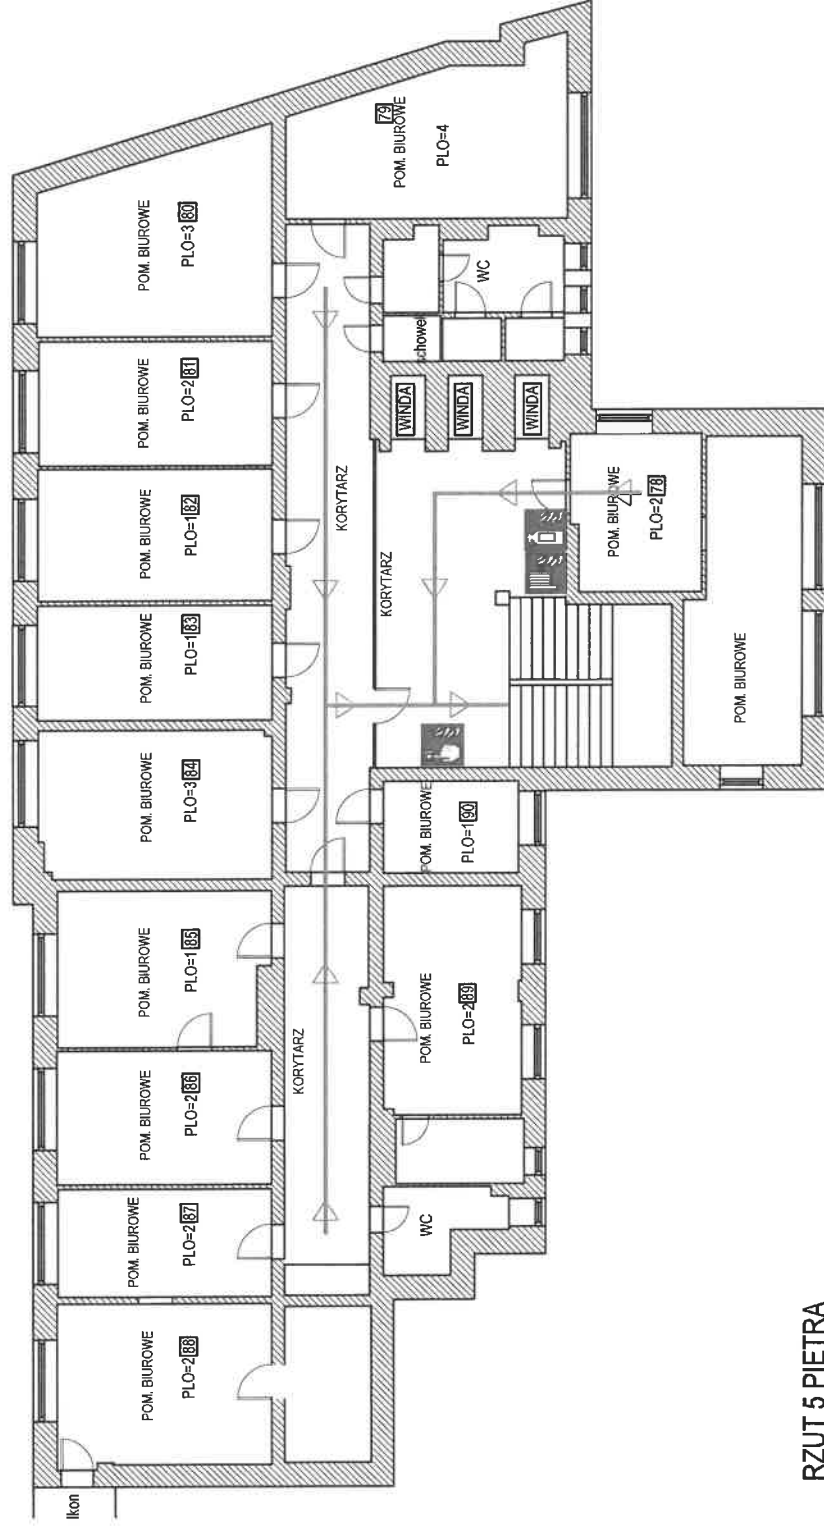 POM. BIUROWE
PLO=2 88
POM. BIUROWE
PLO=2 87
POM. BIUROWE
PLO=2 86
POM. BIUROWE
PLO=1 85
POM. BIUROWE
PLO=3 84
POM. BIUROWE
PLO=1 83
POM. BIUROWE
PLO=1 82
POM. BIUROWE
PLO=2 81
POM. BIUROWE
PLO=3 80
79
POM. BIUROWE
PLO=4
lkon
KORYTARZ
KORYTARZ
KORYTARZ
WC
POM. BIUROWE
PLO=2 89
POM. BIUROWE
PLO=1 90
WINDA
WINDA
WINDA
chowek
WC
POM. BIUROWE
PLO=2 78
POM. BIUROWE
RZUT 5 PIĘTRA